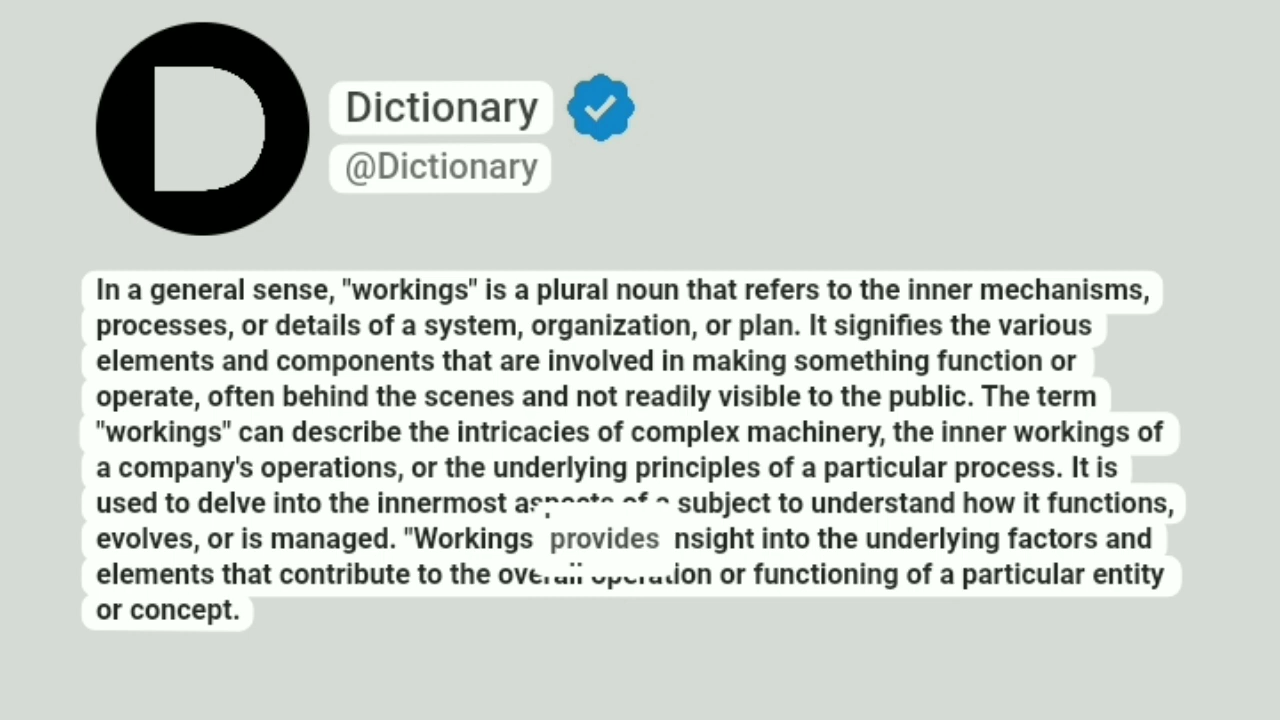 D
Dictionary
@Dictionary
In a general sense, "workings" is a plural noun that refers to the inner mechanisms,
processes, or details of a system, organization, or plan. It signifies the various
elements and components that are involved in making something function or
operate, often behind the scenes and not readily visible to the public. The term
"workings" can describe the intricacies of complex machinery, the inner workings of
a company's operations, or the underlying principles of a particular process. It is
used to delve into the innermost aspects of a subject to understand how it functions,
evolves, or is managed. "Workings provides nsight into the underlying factors and
elements that contribute to the overall operation or functioning of a particular entity
or concept.